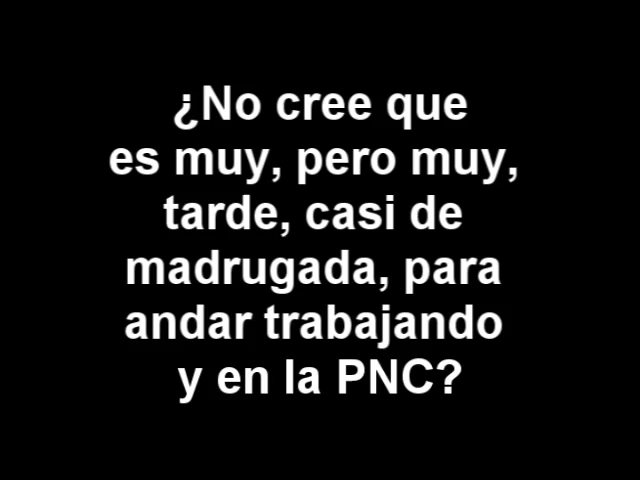 ¿No cree que
es muy, pero muy,
tarde, casi de
madrugada, para
andar trabajando
y en la PNC?